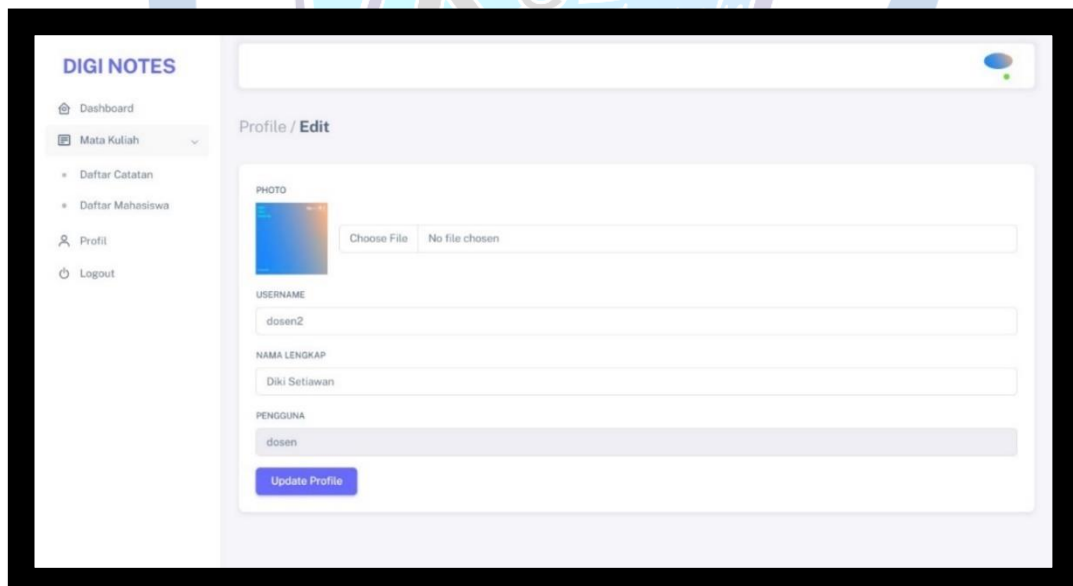 DIGI NOTES
Dashboard
Mata Kuliah
Daftar Catatan
Daftar Mahasiswa
Profil
Logout
Profile / Edit
PHOTO
Choose File No file chosen
USERNAME
dosen2
NAMA LENGKAP
Diki Setiawan
PENGGUNA
dosen
Update Profile